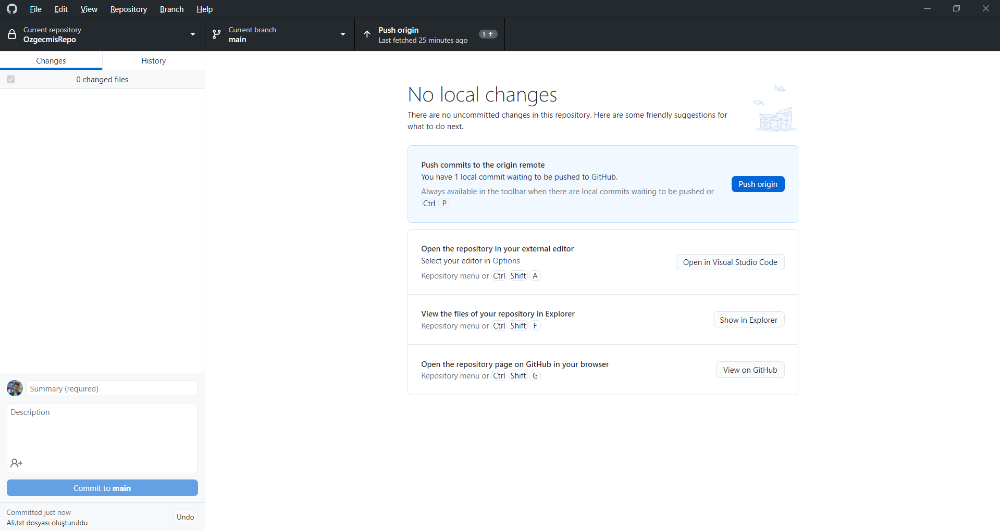 File Edit View Repository Branch Help
Current repository
OzgecmisRepo
Current branch
main
Push origin
Last fetched 25 minutes ago
1
Changes
History
0 changed files
No local changes
There are no uncommitted changes in this repository. Here are some friendly suggestions for
what to do next.
Push commits to the origin remote
You have 1 local commit waiting to be pushed to GitHub.
Always available in the toolbar when there are local commits waiting to be pushed or
Ctrl P
Push origin
Open the repository in your external editor
Select your editor in Options
Repository menu or Ctrl Shift A
Open in Visual Studio Code
View the files of your repository in Explorer
Repository menu or Ctrl Shift F
Show in Explorer
Open the repository page on GitHub in your browser
Repository menu or Ctrl Shift G
View on GitHub
Summary (required)
Description
Commit to main
Committed just now
Ali.txt dosyası oluşturuldu
Undo